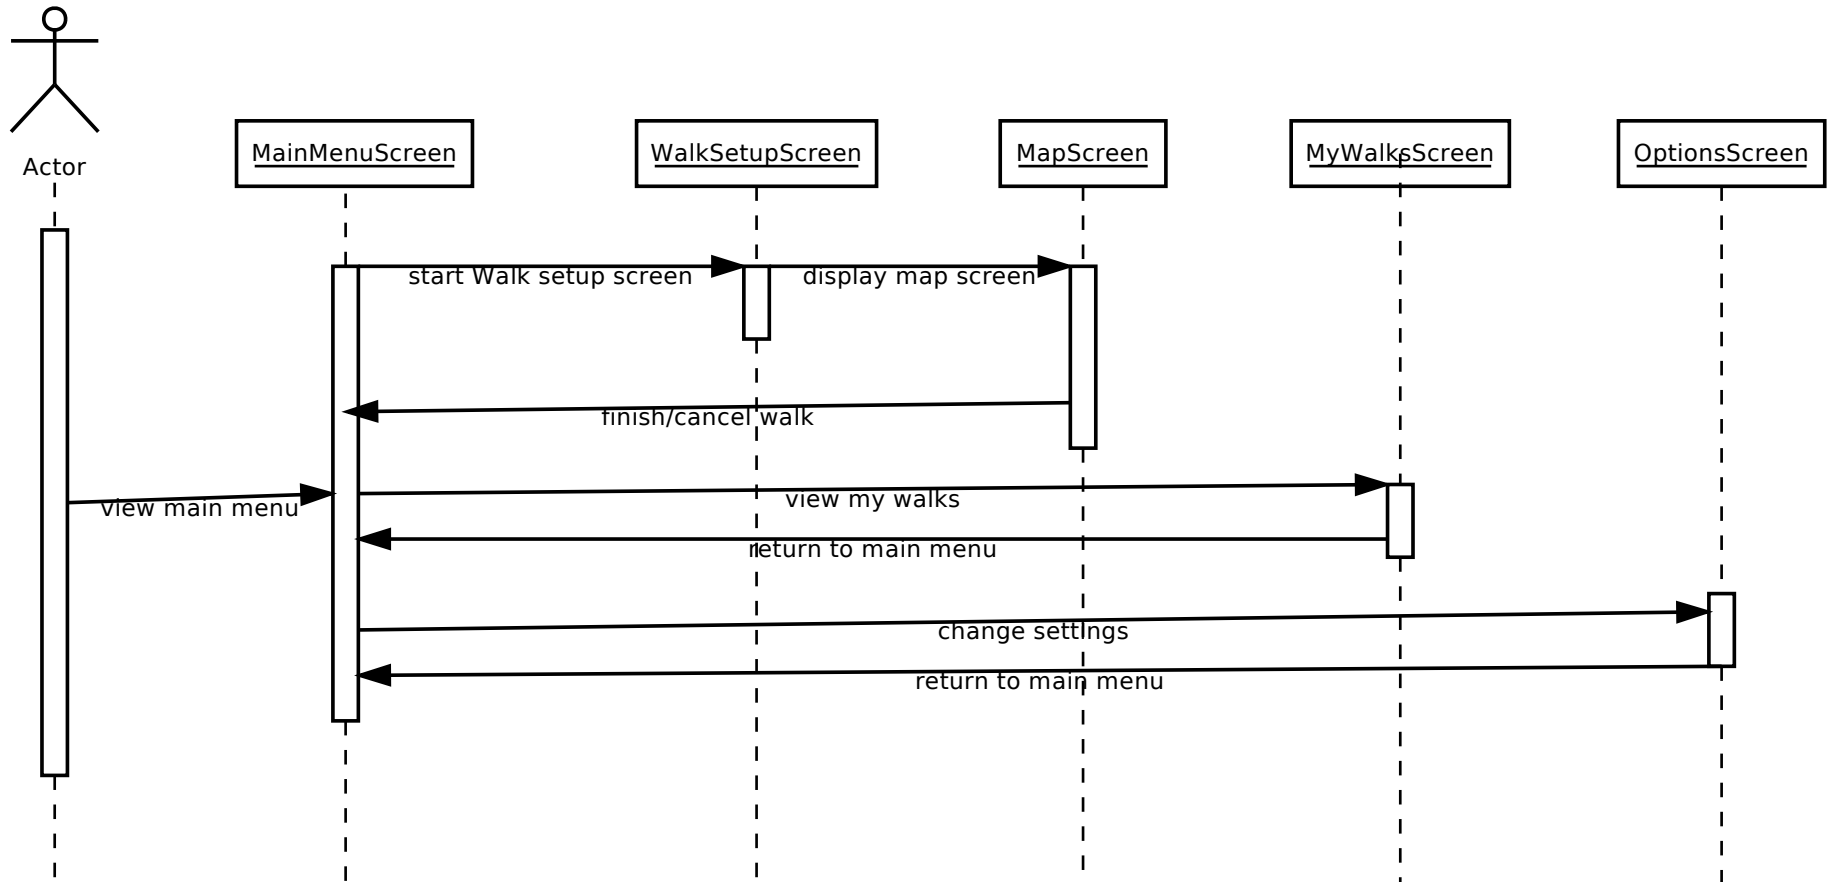 Actor
MainMenuScreen
WalkSetupScreen
MapScreen
MyWalksScreen
OptionsScreen
start Walk setup screen
display map screen
finish/cancel walk
view main menu
view my walks
return to main menu
change settings
return to main menu